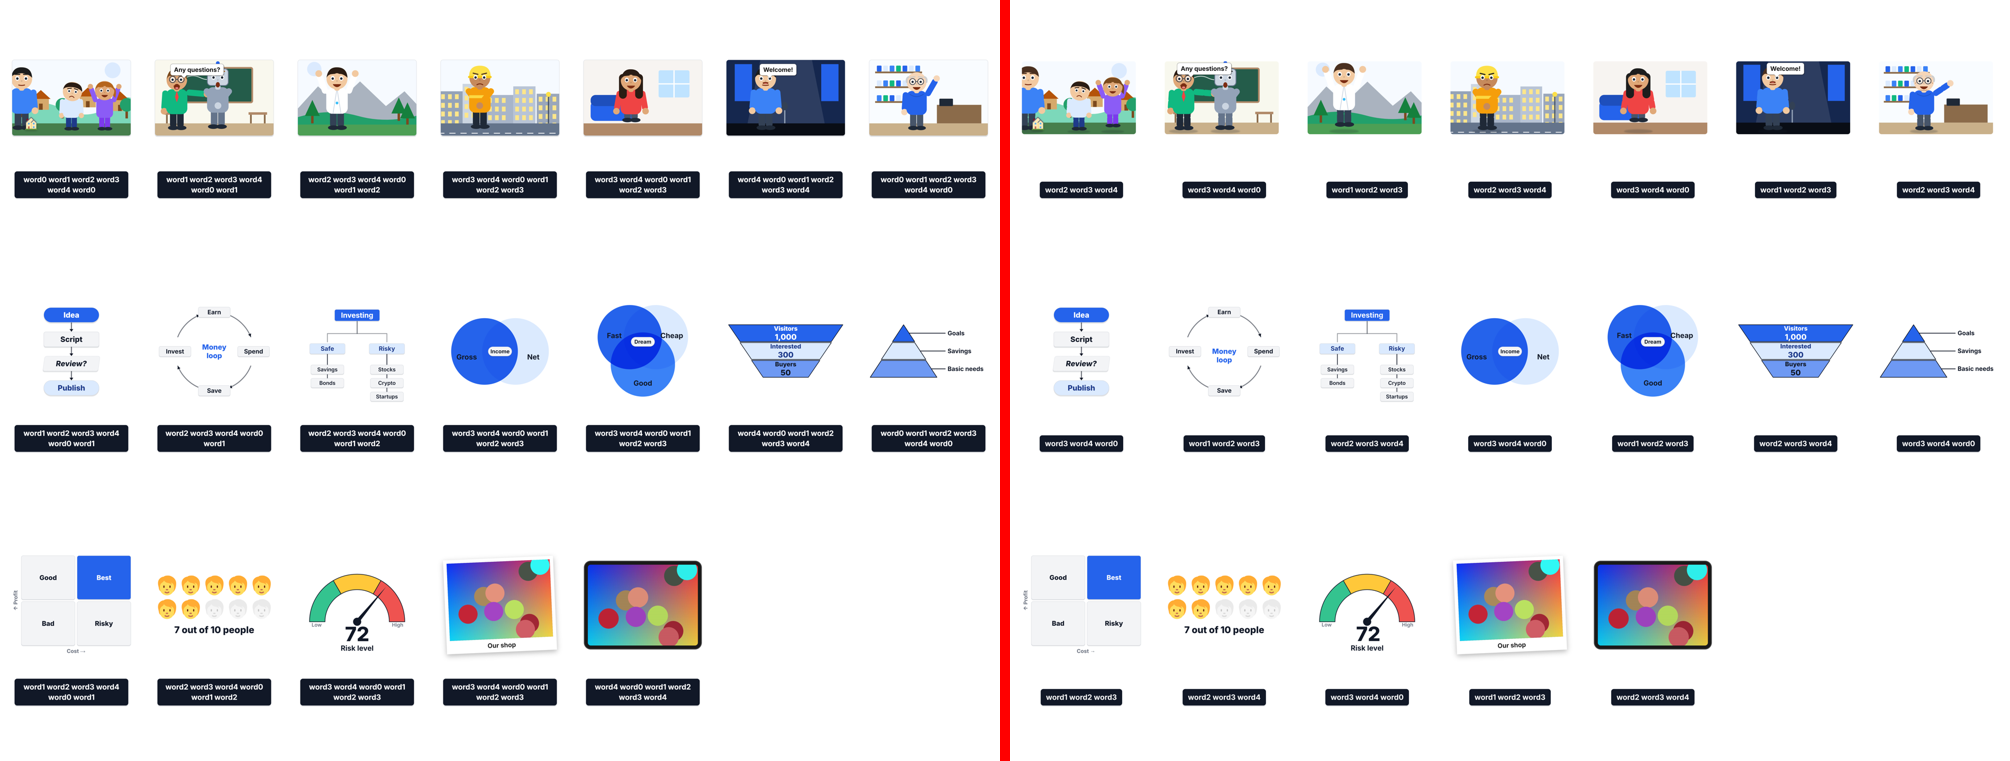 Any questions?
Welcome!
word0 word1 word2 word3
word4 word0
word1 word2 word3 word4
word0 word1
word2 word3 word4 word0
word1 word2
word3 word4 word0 word1
word2 word3
word3 word4 word0 word1
word2 word3
word4 word0 word1 word2
word3 word4
word0 word1 word2 word3
word4 word0
Idea
Script
Review?
Publish
Earn
Invest
Money
loop
Spend
Save
Investing
Safe
Risky
Savings
Stocks
Bonds
Crypto
Startups
Gross
Income
Net
Fast
Cheap
Dream
Good
Visitors
1,000
Interested
300
Buyers
50
Goals
Savings
Basic needs
word1 word2 word3 word4
word0 word1
word2 word3 word4 word0
word1
word2 word3 word4 word0
word1 word2
word3 word4 word0 word1
word2 word3
word3 word4 word0 word1
word2 word3
word4 word0 word1 word2
word3 word4
word0 word1 word2 word3
word4 word0
Good
Best
Bad
Risky
↑ Profit
Cost →
7 out of 10 people
Low
High
72
Risk level
Our shop
word1 word2 word3 word4
word0 word1
word2 word3 word4 word0
word1 word2
word3 word4 word0 word1
word2 word3
word3 word4 word0 word1
word2 word3
word4 word0 word1 word2
word3 word4
Any questions?
Welcome!
word2 word3 word4
word3 word4 word0
word1 word2 word3
word2 word3 word4
word3 word4 word0
word1 word2 word3
word2 word3 word4
Idea
Script
Review?
Publish
Earn
Invest
Money
loop
Spend
Save
Investing
Safe
Risky
Savings
Stocks
Bonds
Crypto
Startups
Gross
Income
Net
Fast
Cheap
Dream
Good
Visitors
1,000
Interested
300
Buyers
50
Goals
Savings
Basic needs
word3 word4 word0
word1 word2 word3
word2 word3 word4
word3 word4 word0
word1 word2 word3
word2 word3 word4
word3 word4 word0
Good
Best
Bad
Risky
↑ Profit
Cost →
7 out of 10 people
Low
High
72
Risk level
Our shop
word1 word2 word3
word2 word3 word4
word3 word4 word0
word1 word2 word3
word2 word3 word4